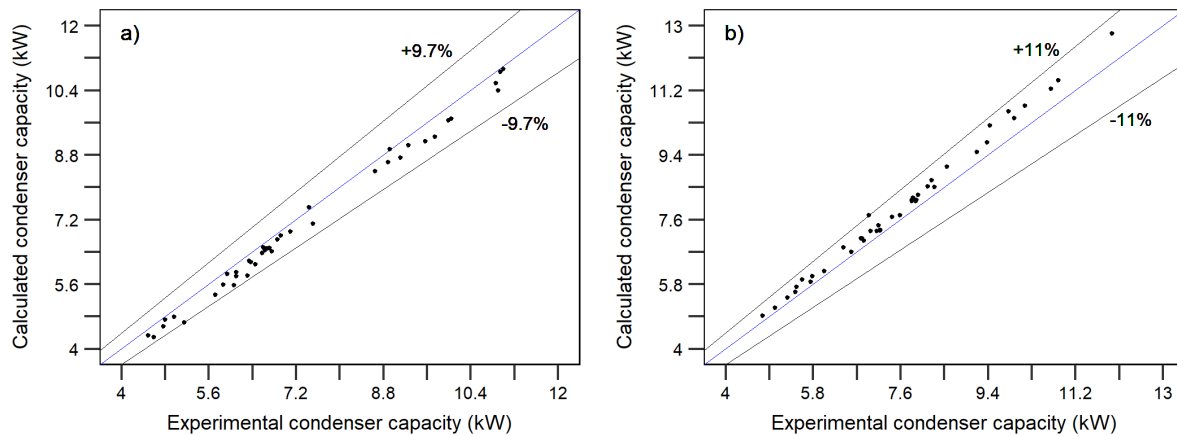 a)
+9.7%
-9.7%
12
10.4
8.8
7.2
5.6
4
Calculated condenser capacity (kW)
4 5.6 7.2 8.8 10.4 12
Experimental condenser capacity (kW)
b)
+11%
-11%
13
11.2
9.4
7.6
5.8
4
Calculated condenser capacity (kW)
4 5.8 7.6 9.4 11.2 13
Experimental condenser capacity (kW)